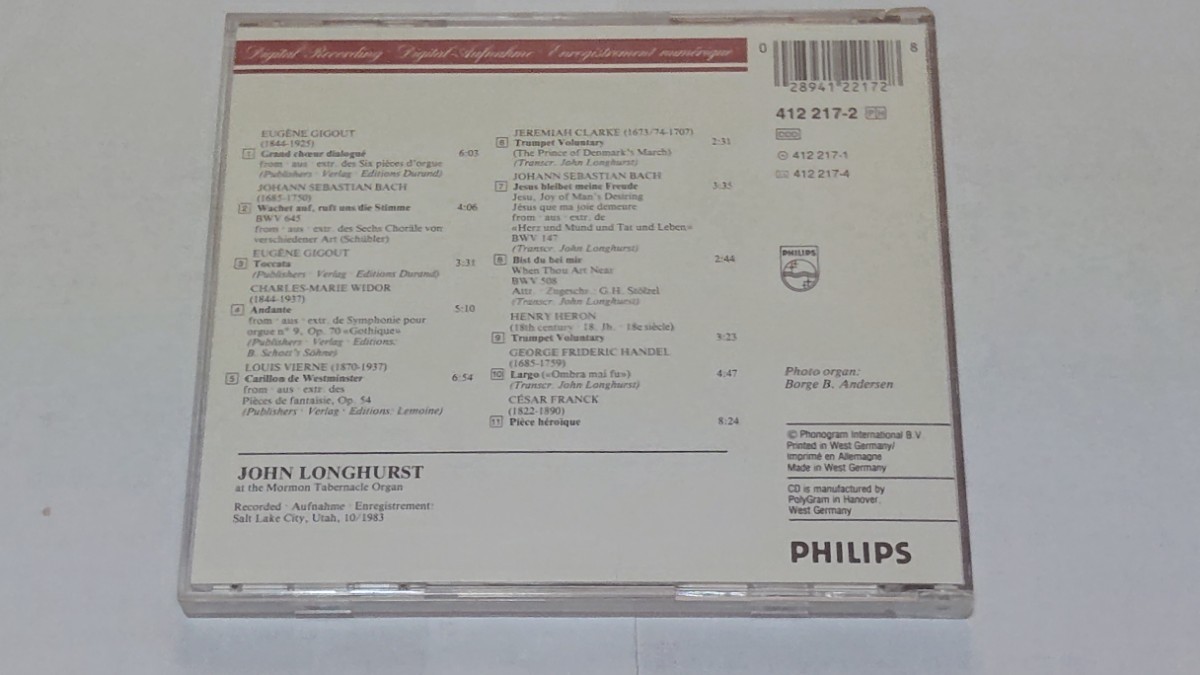 Digital Recording · Digital-Aufnahme · Enregistrement numérique
EUGÈNE GIGOUT
(1844-1925)
1 Grand chœur dialogué 6:03
from · aus · extr. des Six pièces d'orgue
(Publishers · Verlag · Editions Durand)
JOHANN SEBASTIAN BACH
(1685-1750)
2 Wachet auf, ruft uns die Stimme 4:06
BWV 645
from · aus · extr. des Sechs Choräle von
verschiedener Art (Schübler)
EUGÈNE GIGOUT
3 Toccata 3:31
(Publishers · Verlag · Editions Durand)
CHARLES-MARIE WIDOR
(1844-1937)
4 Andante 5:10
from · aus · extr. de Symphonie pour
orgue n° 9, Op. 70 «Gothique»
(Publishers · Verlag · Editions:
B. Schott's Söhne)
LOUIS VIERNE (1870-1937)
5 Carillon de Westminster 6:54
from · aus · extr. des
Pièces de fantaisie, Op. 54
(Publishers · Verlag · Editions: Lemoine)
JEREMIAH CLARKE (1673/74-1707)
6 Trumpet Voluntary 2:31
(The Prince of Denmark's March)
(Transcr. John Longhurst)
JOHANN SEBASTIAN BACH
7 Jesus bleibet meine Freude 3:35
Jesu, Joy of Man's Desiring
Jésus que ma joie demeure
from · aus · extr. de
«Herz und Mund und Tat und Leben»
BWV 147
(Transcr. John Longhurst)
8 Bist du bei mir 2:44
When Thou Art Near
BWV 508
Attr. · Zugeschr.: G.H. Stölzel
(Transcr. John Longhurst)
HENRY HERON
(18th century · 18. Jh. · 18e siècle)
9 Trumpet Voluntary 3:23
GEORGE FRIDERIC HANDEL
(1685-1759)
10 Largo («Ombra mai fu») 4:47
(Transcr. John Longhurst)
CÉSAR FRANCK
(1822-1890)
11 Pièce héroïque 8:24
JOHN LONGHURST
at the Mormon Tabernacle Organ
Recorded · Aufnahme · Enregistrement:
Salt Lake City, Utah, 10/1983
0 28941 22172 8
412 217-2 PH
DDD
412 217-1
412 217-4
PHILIPS
Photo organ:
Borge B. Andersen
© Phonogram International B.V.
Printed in West Germany/
Imprimé en Allemagne
Made in West Germany
CD is manufactured by
PolyGram in Hanover,
West Germany
PHILIPS